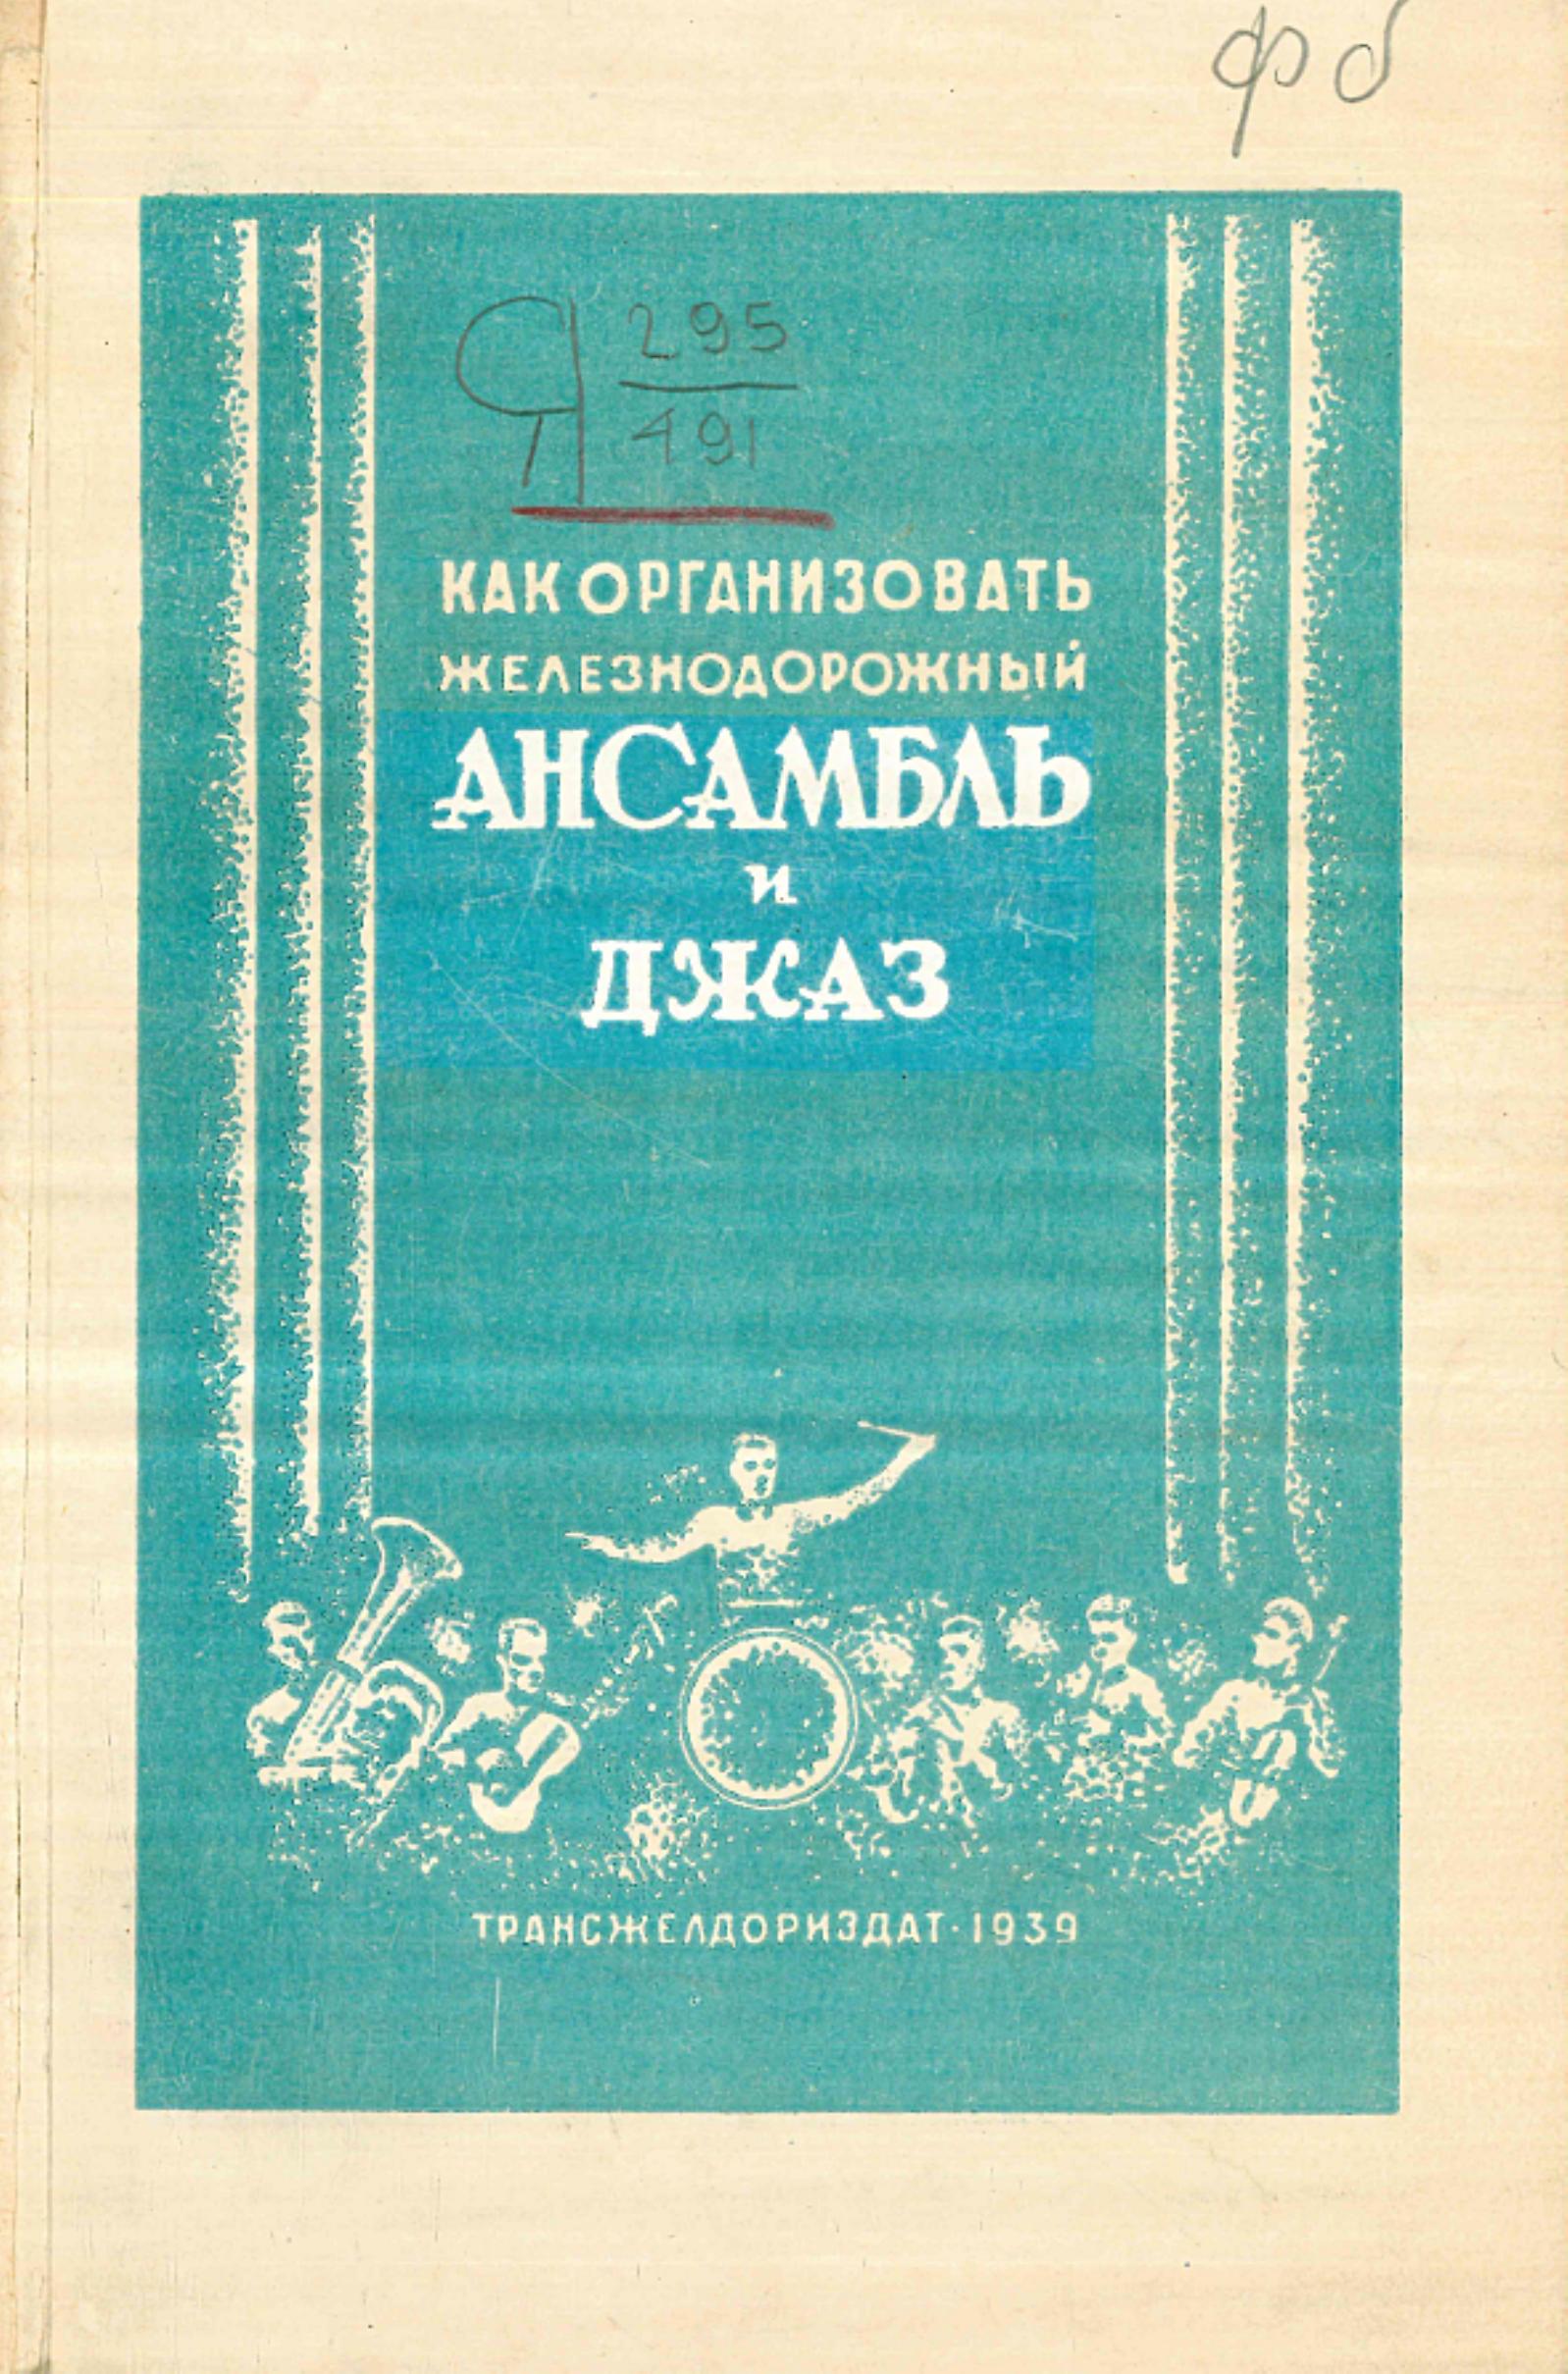 фб
Я 295
491
КАК ОРГАНИЗОВАТЬ
ЖЕЛЕЗНОДОРОЖНЫЙ
АНСАМБЛЬ
и
ДЖАЗ
ТРАНСЖЕЛДОРИЗДАТ·1939